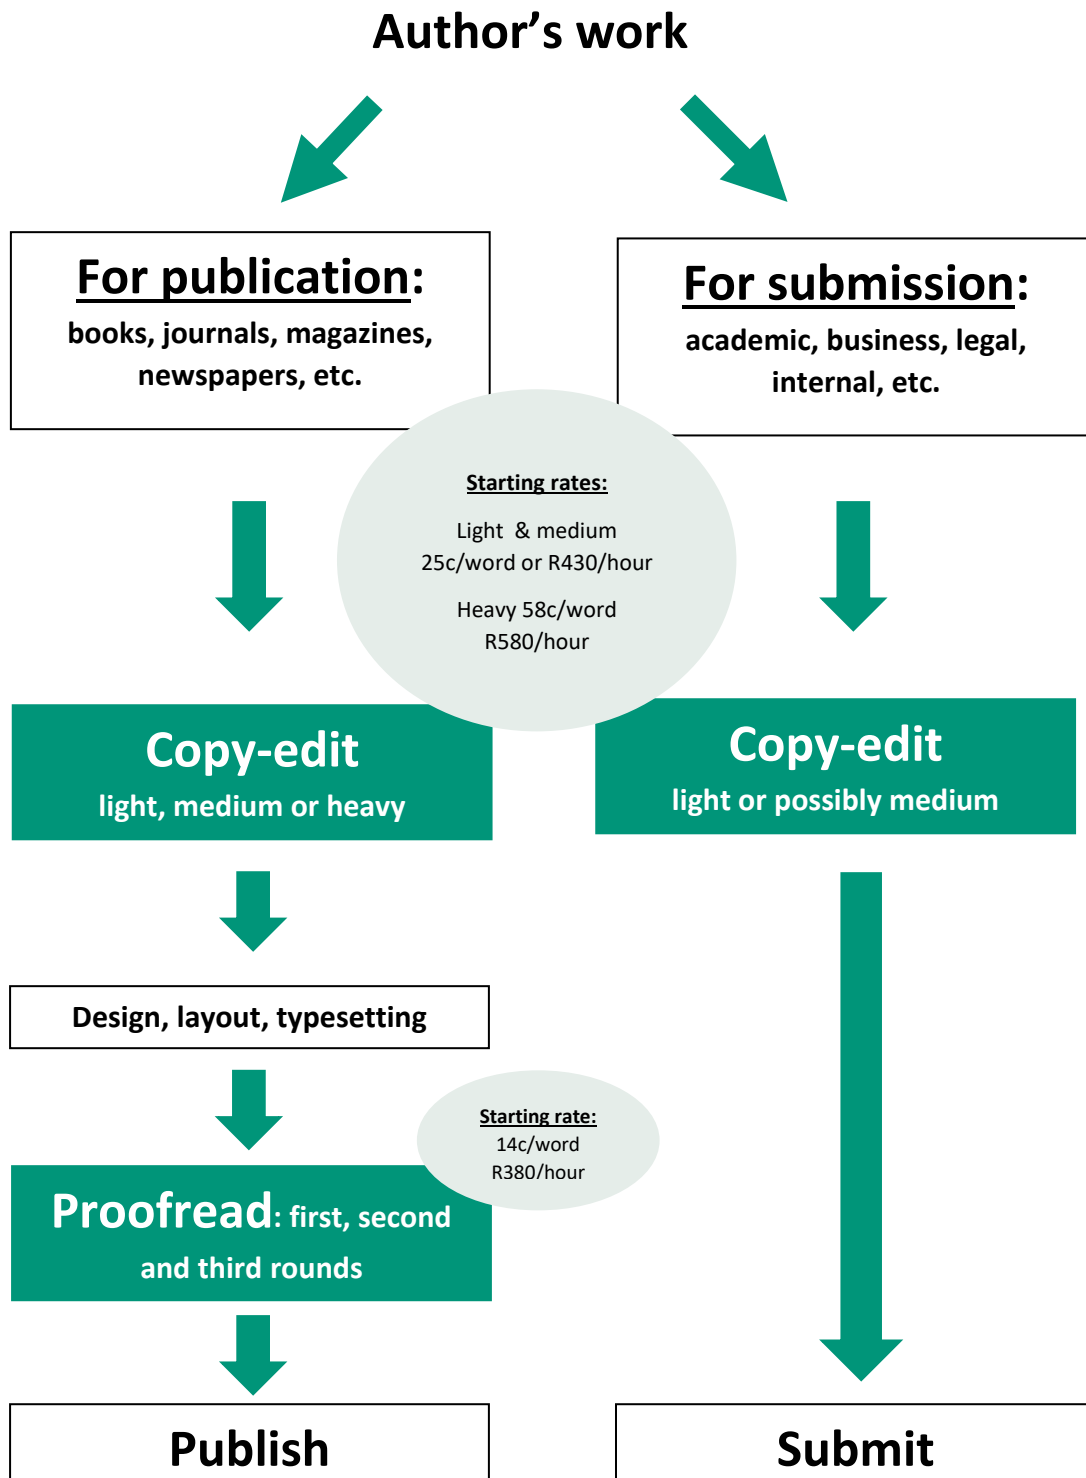 Author’s work
For publication:
books, journals, magazines,
newspapers, etc.
For submission:
academic, business, legal,
internal, etc.
Starting rates:
Light & medium
25c/word or R430/hour
Heavy 58c/word
R580/hour
Copy-edit
light, medium or heavy
Copy-edit
light or possibly medium
Design, layout, typesetting
Starting rate:
14c/word
R380/hour
Proofread: first, second
and third rounds
Publish
Submit